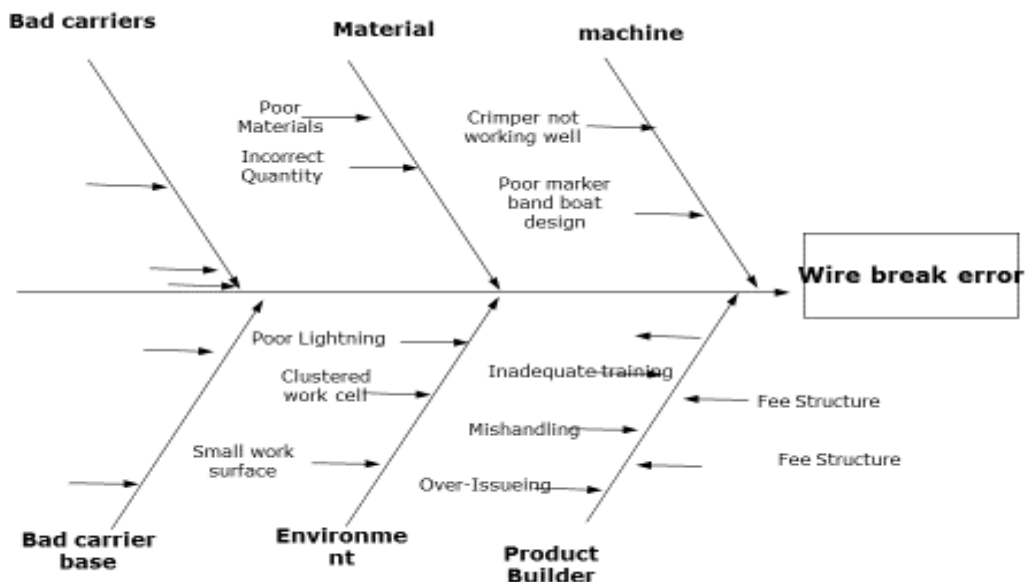 Bad carriers
Material
machine
Poor
Materials
Incorrect
Quantity
Crimper not
working well
Poor marker
band boat
design
Wire break error
Poor Lightning
Clustered
work cell
Small work
surface
Inadequate training
Mishandling
Over-Issueing
Fee Structure
Fee Structure
Bad carrier
base
Environme
nt
Product
Builder